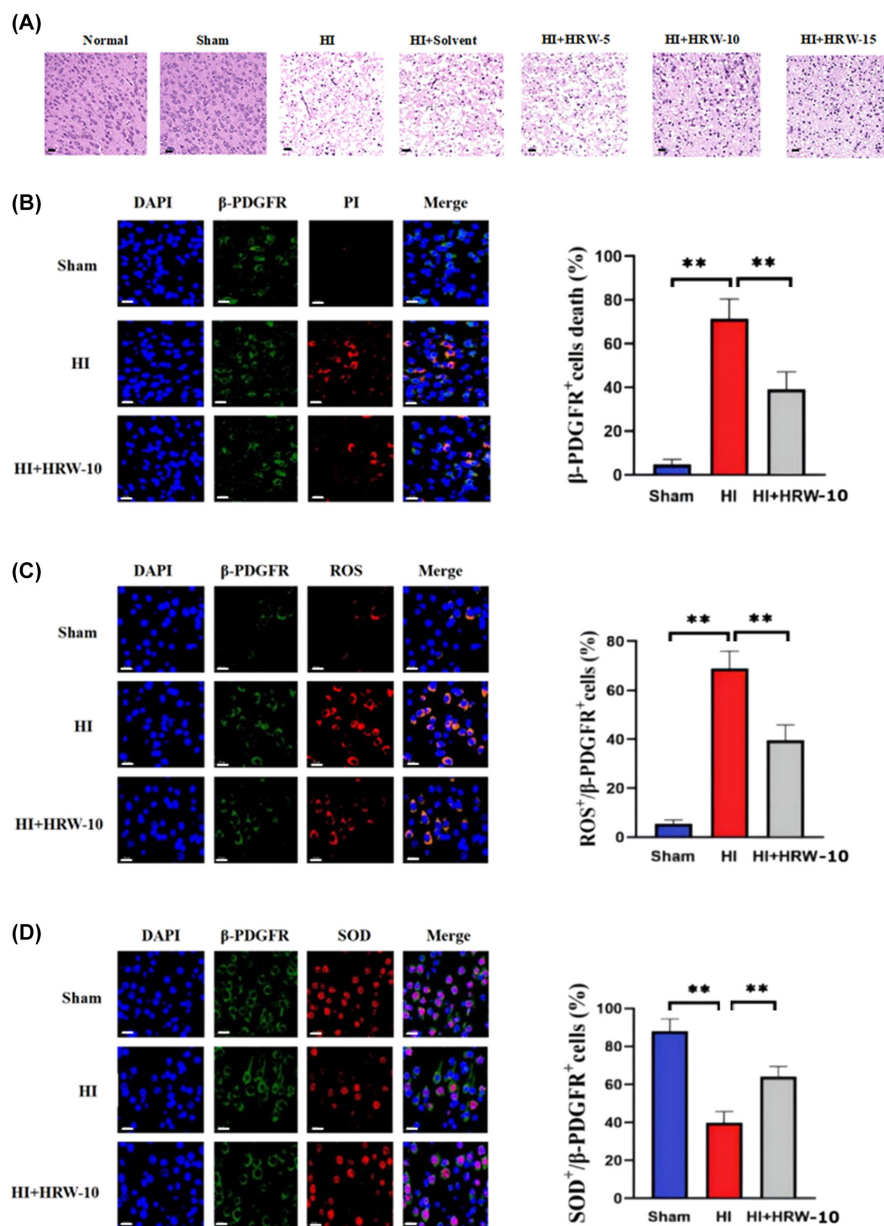 (A)
Normal Sham HI HI+Solvent HI+HRW-5 HI+HRW-10 HI+HRW-15
(B)
DAPI β-PDGFR PI Merge
Sham
HI
HI+HRW-10
β-PDGFR+cells death (%)
100
80
60
40
20
0
** **
Sham HI HI+HRW-10
(C)
DAPI β-PDGFR ROS Merge
Sham
HI
HI+HRW-10
ROS+/β-PDGFR+cells (%)
80
60
40
20
0
** **
Sham HI HI+HRW-10
(D)
DAPI β-PDGFR SOD Merge
Sham
HI
HI+HRW-10
SOD+/β-PDGFR+cells (%)
100
80
60
40
20
0
** **
Sham HI HI+HRW-10